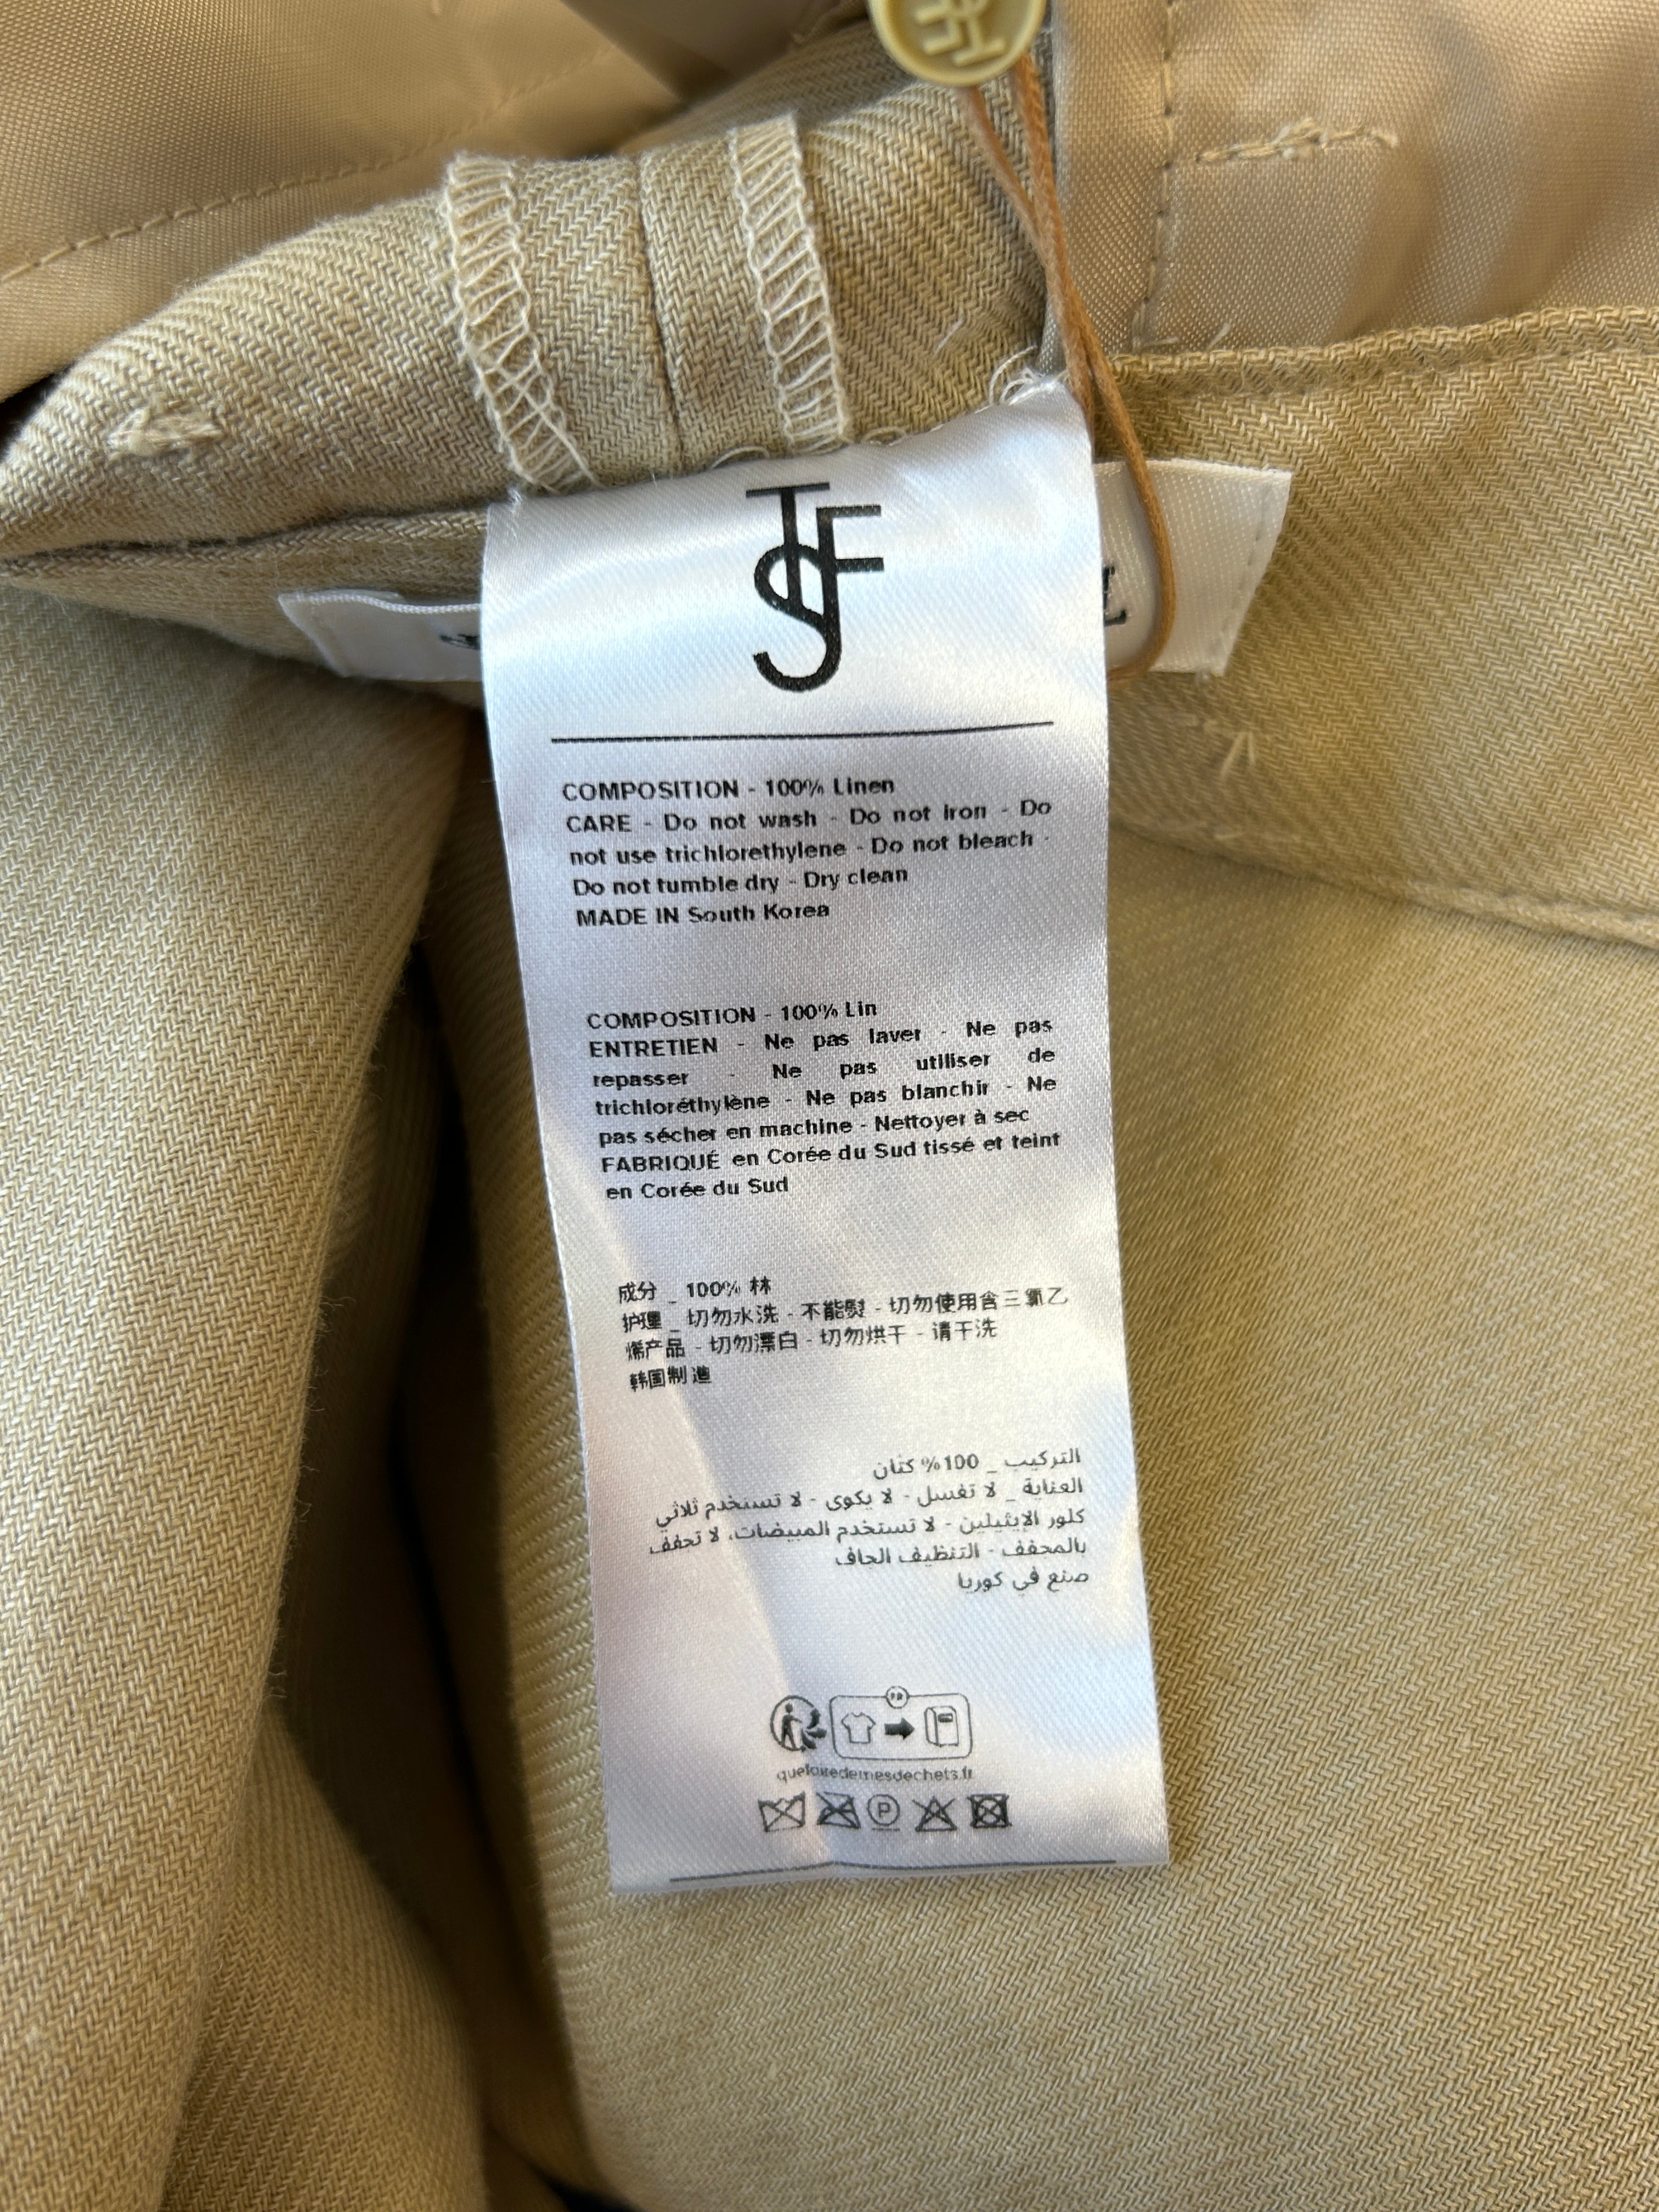 TSJF
COMPOSITION - 100% Linen
CARE - Do not wash - Do not iron - Do
not use trichlorethylene - Do not bleach -
Do not tumble dry - Dry clean
MADE IN South Korea
COMPOSITION - 100% Lin
ENTRETIEN - Ne pas laver - Ne pas
repasser - Ne pas utiliser de
trichloréthylène - Ne pas blanchir - Ne
pas sécher en machine - Nettoyer à sec
FABRIQUÉ en Corée du Sud tissé et teint
en Corée du Sud
成分 _ 100% 林
护理 _ 切勿水洗 - 不能熨 - 切勿使用含三氯乙
烯产品 - 切勿漂白 - 切勿烘干 - 请干洗
韩国制造
التركيب _ 100% كتان
العناية _ لا تغسل - لا يكوى - لا تستخدم ثلاثي
كلور الإيثيلين - لا تستخدم المبيضات، لا تجفف
بالمجفف - التنظيف الجاف
صنع في كوريا
FR
quefairedemesdechets.fr
P